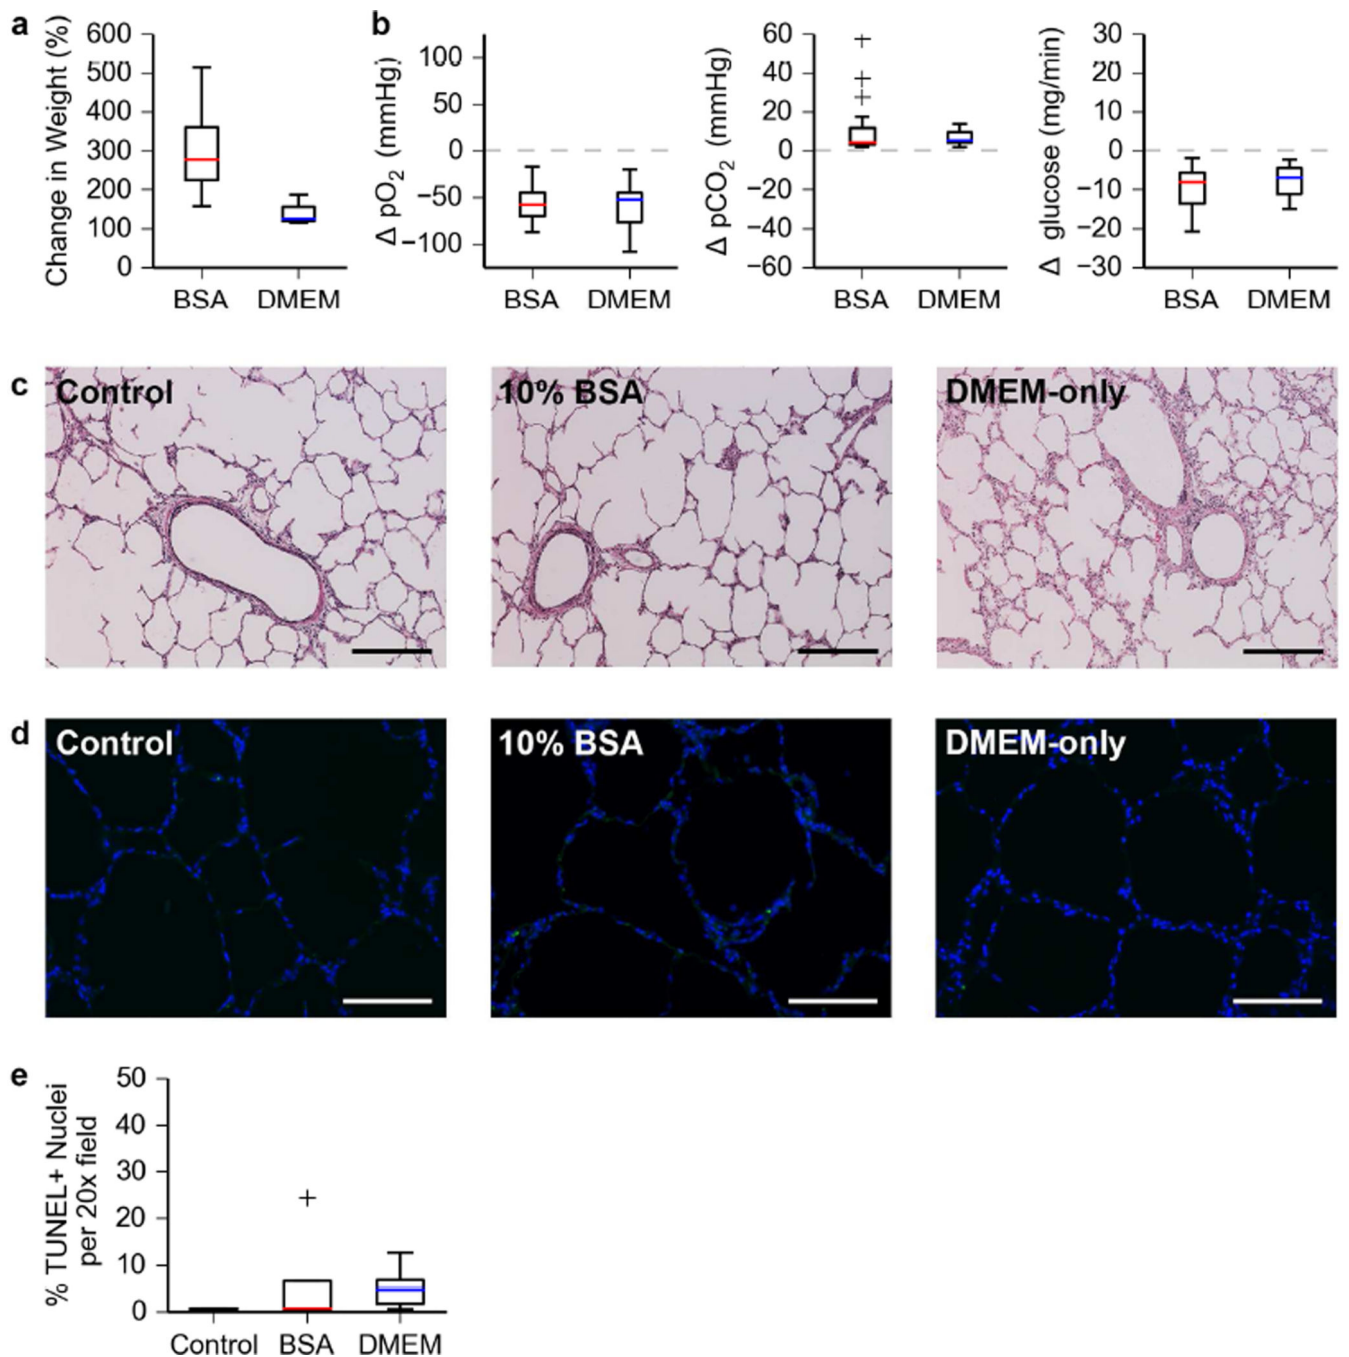 a
Change in Weight (%)
600
500
400
300
200
100
0
BSA DMEM
b
Δ pO2 (mmHg)
100
50
0
−50
−100
BSA DMEM
Δ pCO2 (mmHg)
60
40
20
0
−20
−40
−60
BSA DMEM
Δ glucose (mg/min)
30
20
10
0
−10
−20
−30
BSA DMEM
c
Control
10% BSA
DMEM-only
d
Control
10% BSA
DMEM-only
e
% TUNEL+ Nuclei
per 20x field
50
40
30
20
10
0
Control BSA DMEM